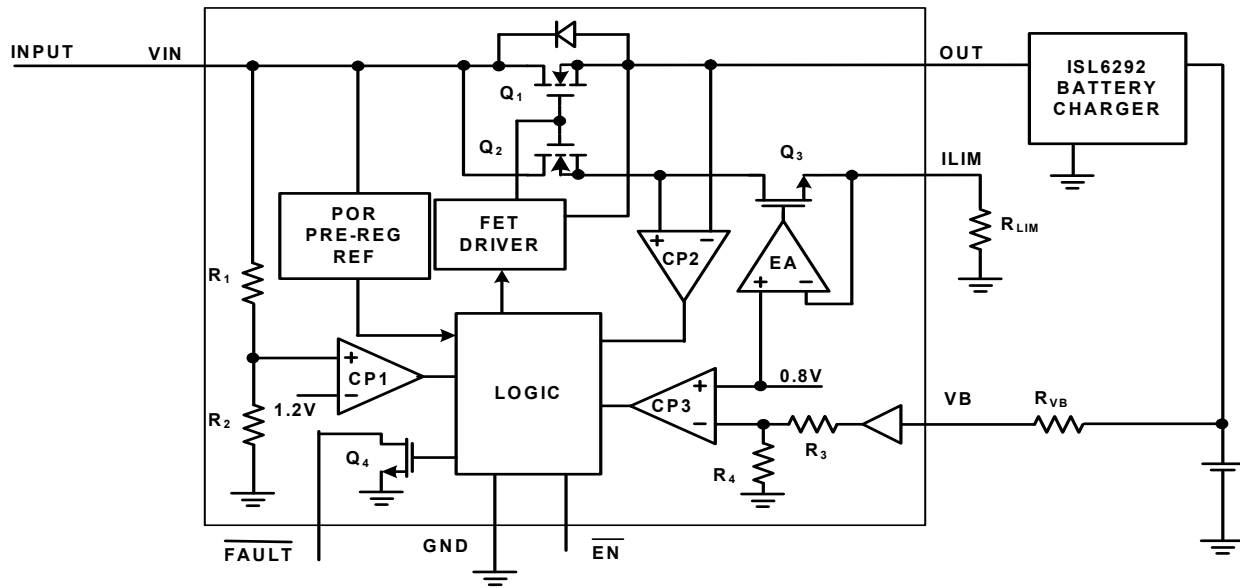 INPUT
VIN
OUT
ISL6292
BATTERY
CHARGER
Q1
Q2
Q3
ILIM
POR
PRE-REG
REF
FET
DRIVER
RLIM
+
−
CP2
EA
+
−
R1
+
CP1
−
1.2V
LOGIC
0.8V
+
CP3
−
VB
RVB
R2
R3
Q4
R4
FAULT
GND
EN